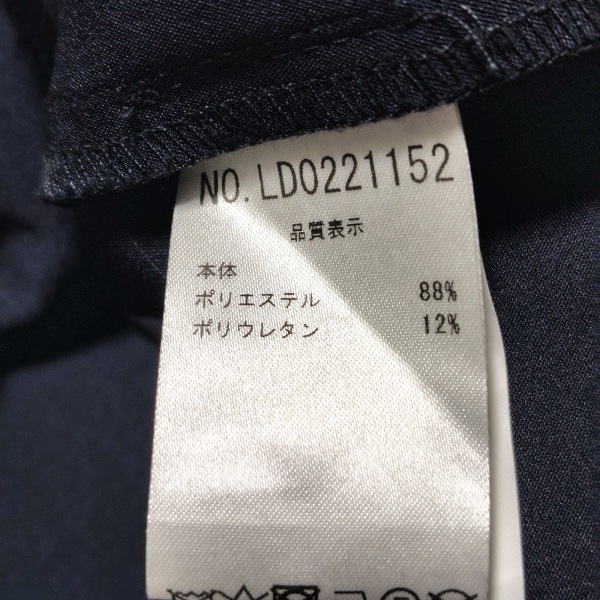 NO.LD0221152
品質表示
本体
ポリエステル 88%
ポリウレタン 12%